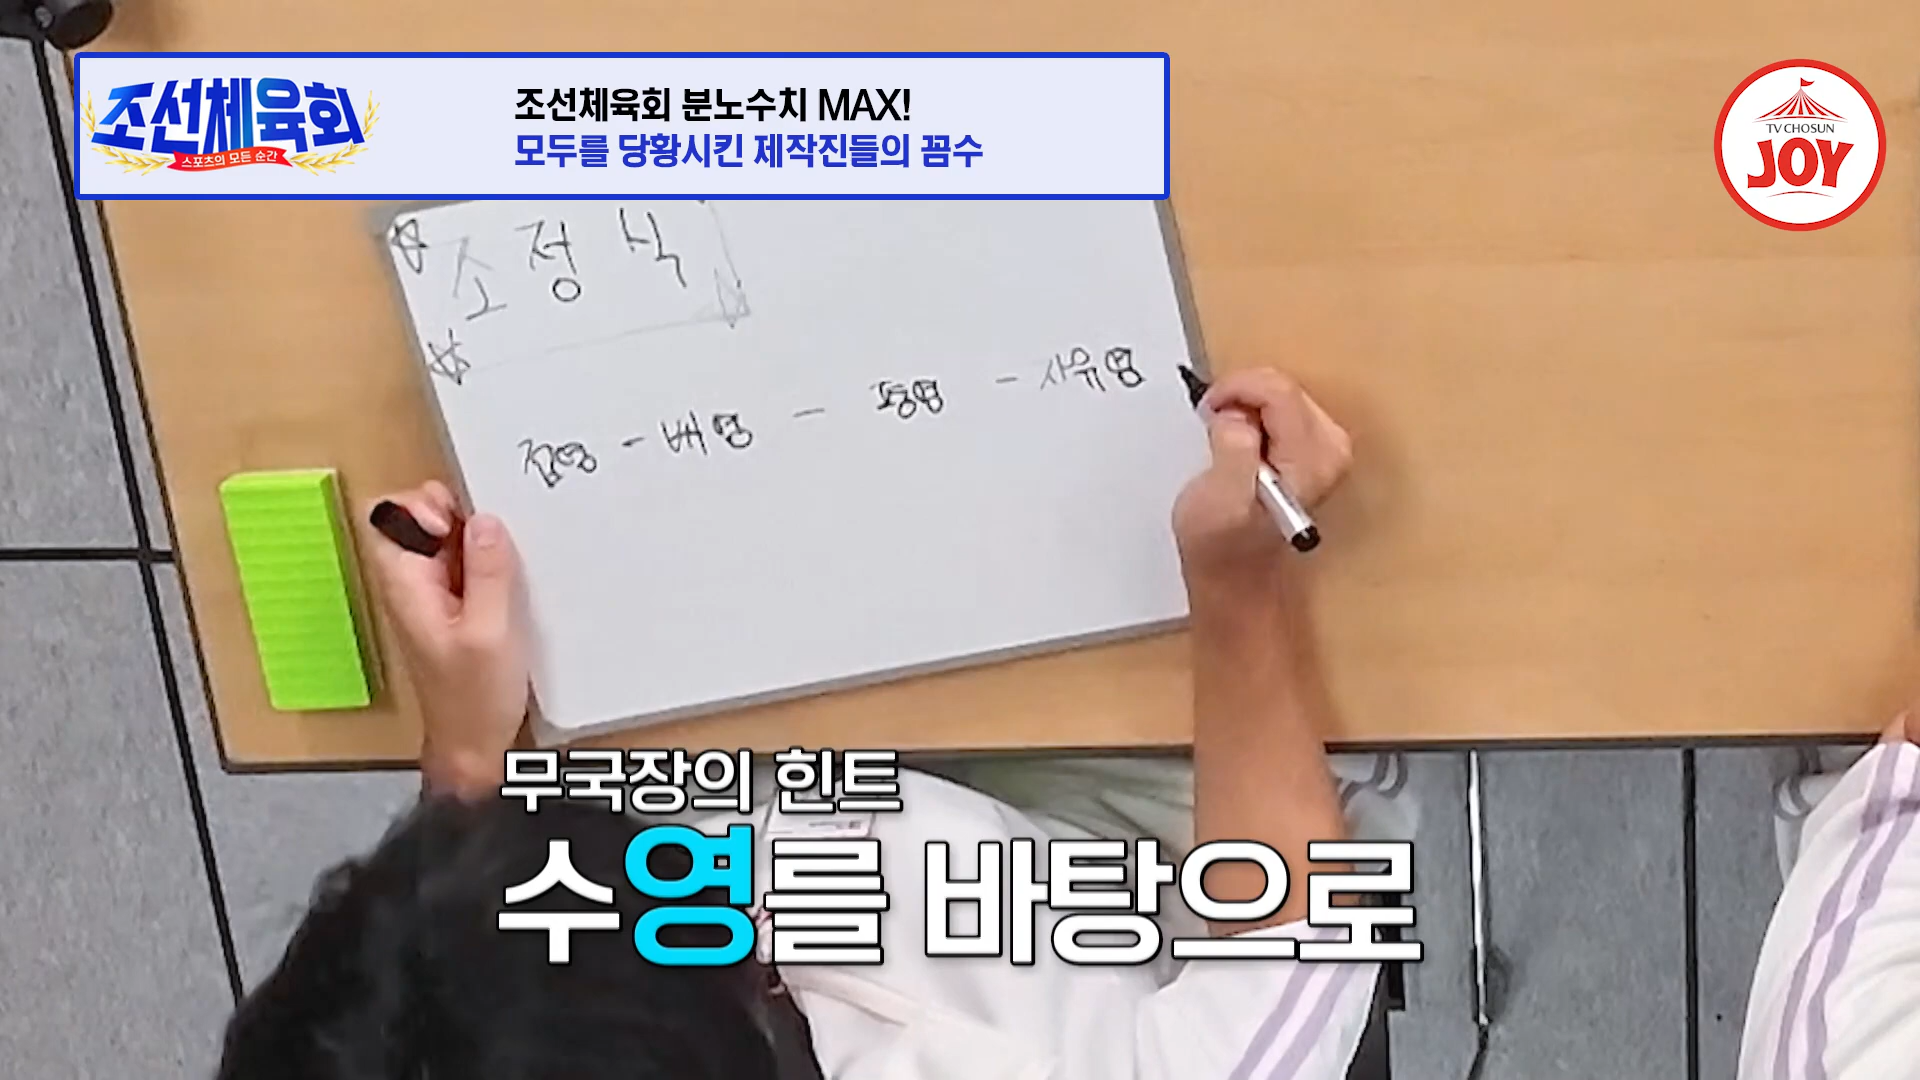 조선체육회
스포츠의 모든 순간
조선체육회 분노수치 MAX!
모두를 당황시킨 제작진들의 꼼수
TV CHOSUN
JOY
소정식
접영 - 배영 - 평영 - 자유영
무국장의 힌트
수영를 바탕으로